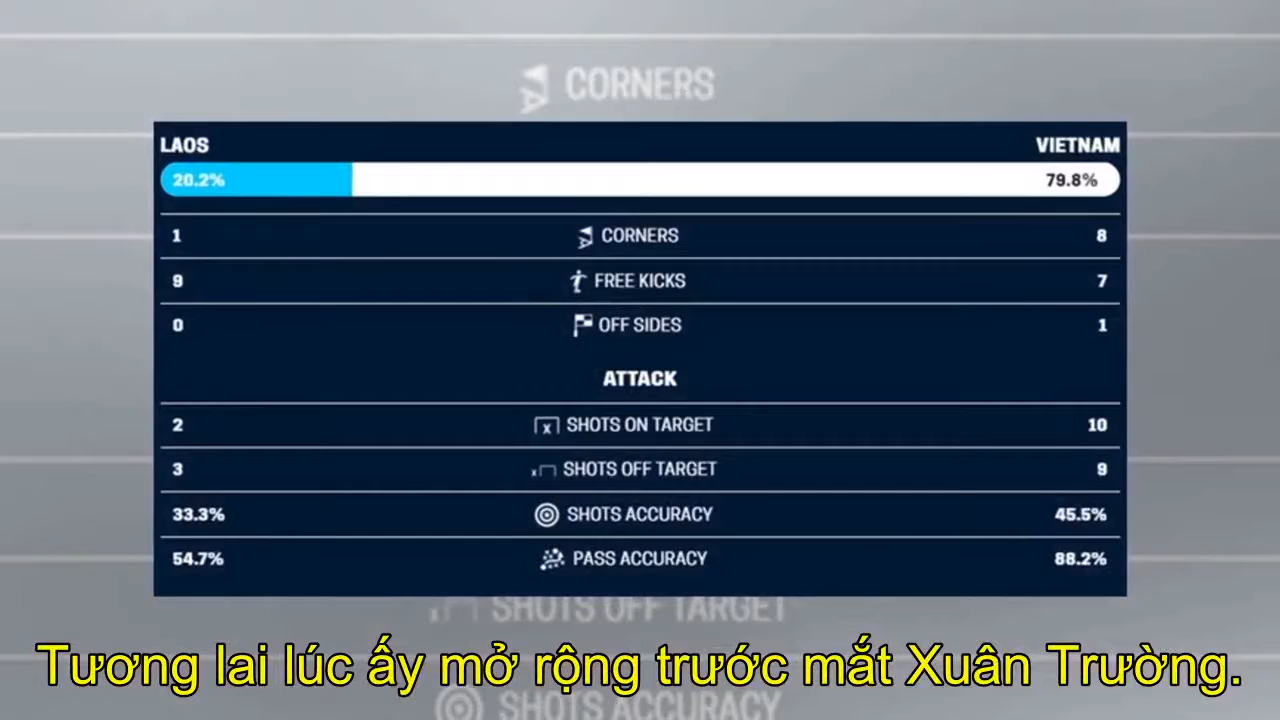 CORNERS
LAOS VIETNAM
20.2% 79.8%
1 CORNERS 8
9 FREE KICKS 7
0 OFF SIDES 1
ATTACK
2 SHOTS ON TARGET 10
3 SHOTS OFF TARGET 9
33.3% SHOTS ACCURACY 45.5%
54.7% PASS ACCURACY 88.2%
SHOTS OFF TARGET
Tương lai lúc ấy mở rộng trước mắt Xuân Trường.
SHOTS ACCURACY